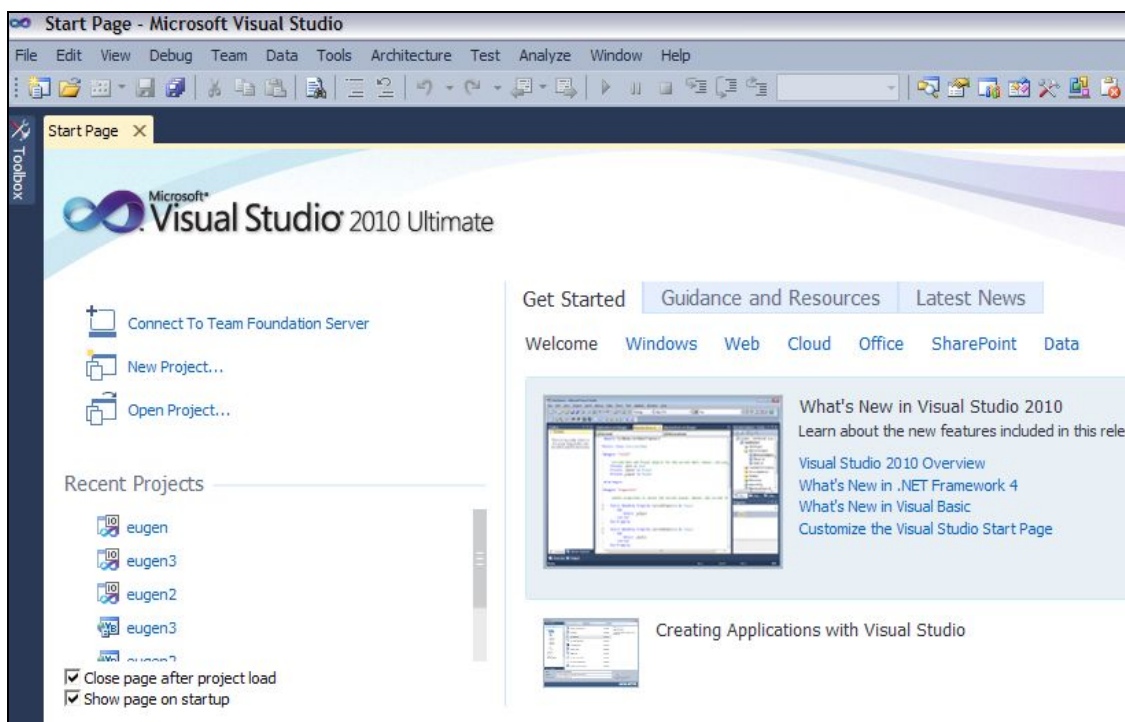 Start Page - Microsoft Visual Studio
File Edit View Debug Team Data Tools Architecture Test Analyze Window Help
Toolbox
Start Page
Microsoft
Visual Studio 2010 Ultimate
Connect To Team Foundation Server
New Project...
Open Project...
Recent Projects
eugen
eugen3
eugen2
eugen3
Close page after project load
Show page on startup
Get Started Guidance and Resources Latest News
Welcome Windows Web Cloud Office SharePoint Data
What's New in Visual Studio 2010
Learn about the new features included in this rele
Visual Studio 2010 Overview
What's New in .NET Framework 4
What's New in Visual Basic
Customize the Visual Studio Start Page
Creating Applications with Visual Studio